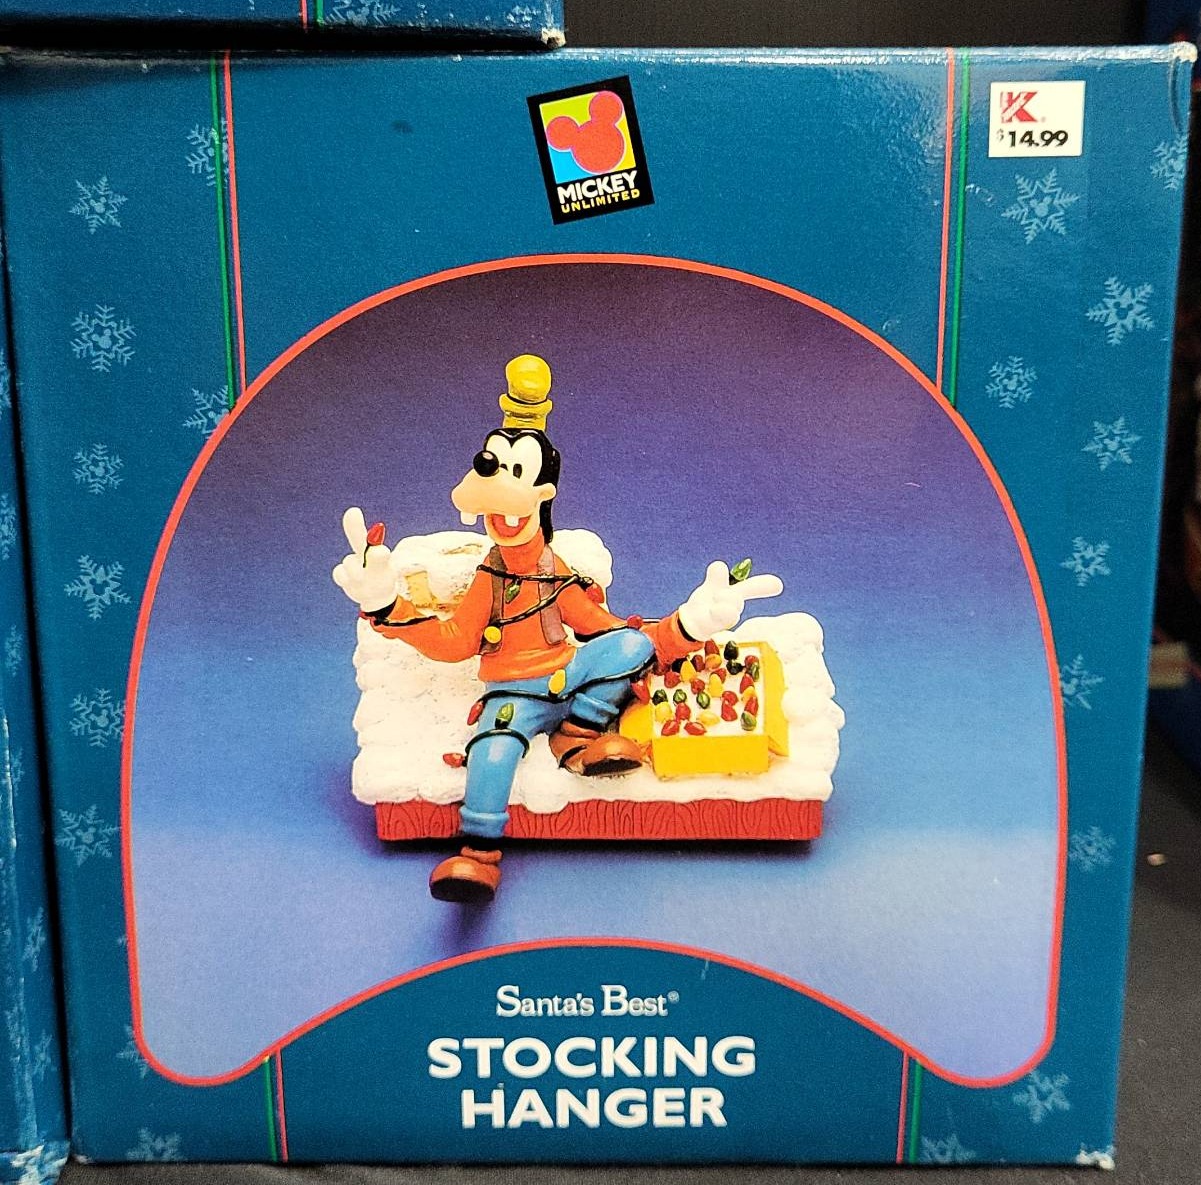 MICKEY
UNLIMITED
K®
$14.99
Santa's Best®
STOCKING
HANGER